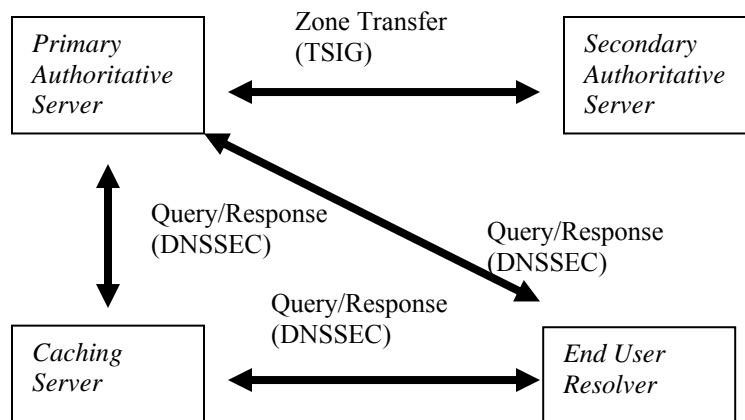 Primary
Authoritative
Server
Zone Transfer
(TSIG)
Secondary
Authoritative
Server
Query/Response
(DNSSEC)
Query/Response
(DNSSEC)
Query/Response
(DNSSEC)
Caching
Server
End User
Resolver